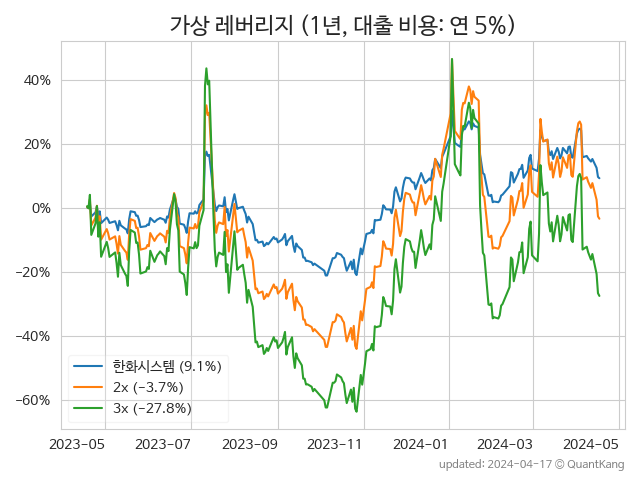 가상 레버리지 (1년, 대출 비용: 연 5%)
40%
20%
0%
−20%
−40%
−60%
한화시스템 (9.1%)
2x (−3.7%)
3x (−27.8%)
2023-05 2023-07 2023-09 2023-11 2024-01 2024-03 2024-05
updated: 2024-04-17 © QuantKang